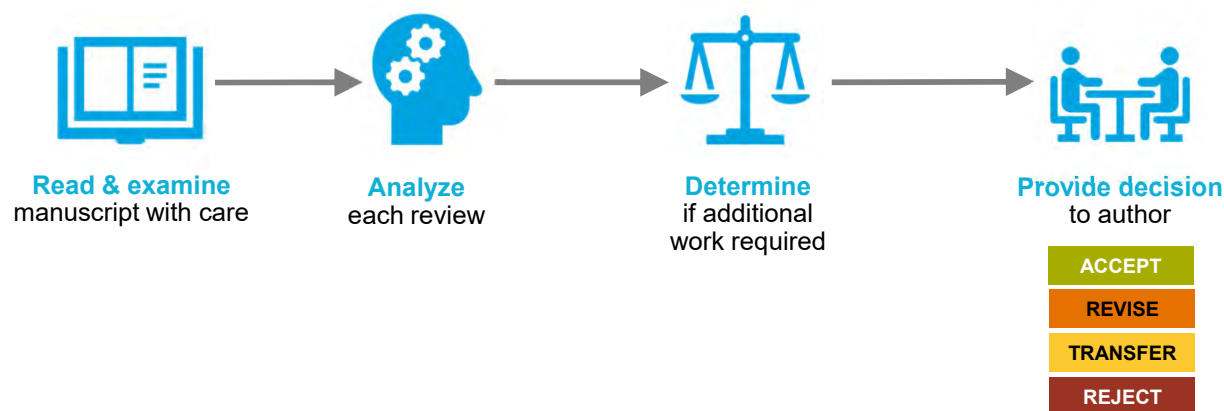 Read & examine
manuscript with care
Analyze
each review
Determine
if additional
work required
Provide decision
to author
ACCEPT
REVISE
TRANSFER
REJECT